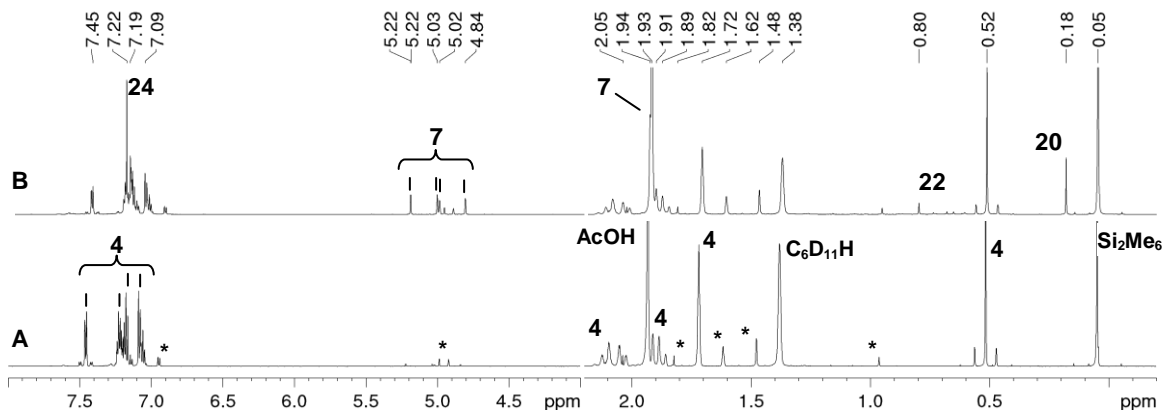 7.45 7.22 7.19 7.09 5.22 5.22 5.03 5.02 4.84 2.05 1.94 1.93 1.91 1.89 1.82 1.72 1.62 1.48 1.38 0.80 0.52 0.18 0.05
24 7 7 20
B 22
AcOH 4 C₆D₁₁H 4 Si₂Me₆
4
A * * 4 * 4 * * *
7.5 7.0 6.5 6.0 5.5 5.0 4.5 ppm 2.0 1.5 1.0 0.5 ppm